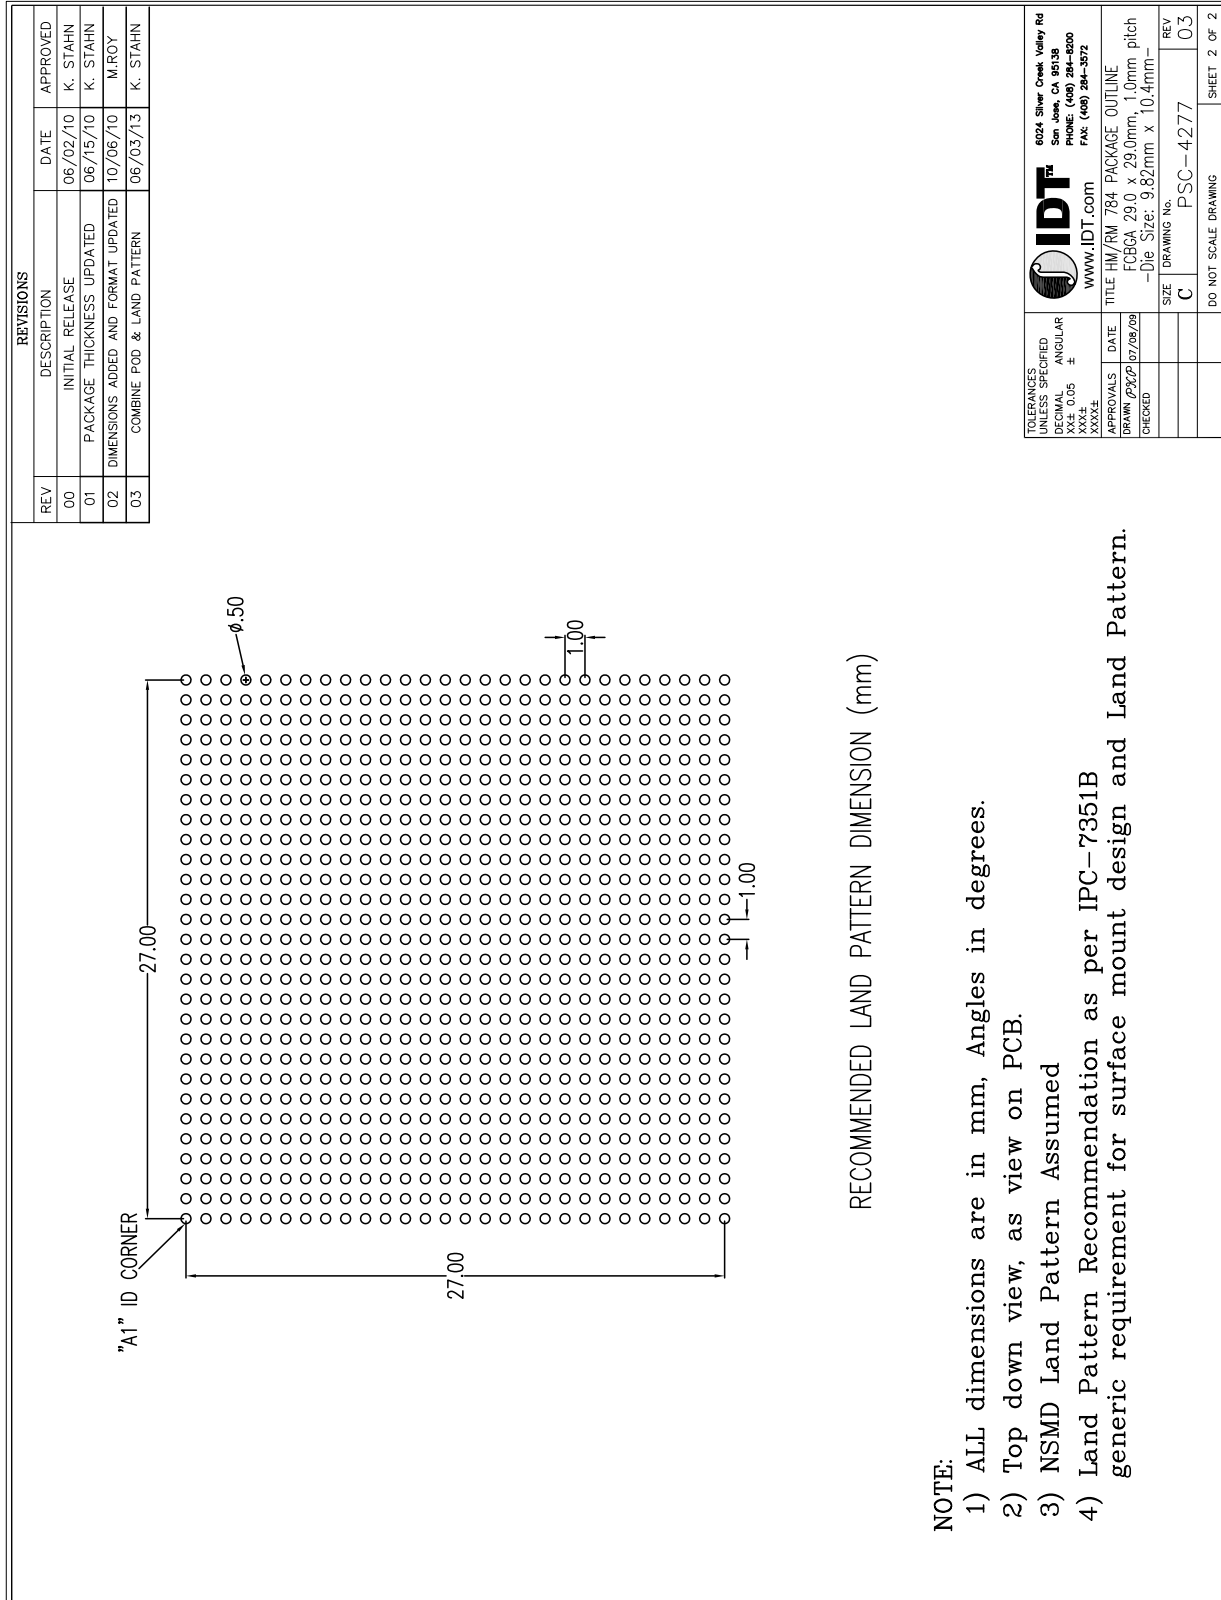 REVISIONS
REV DESCRIPTION DATE APPROVED
00 INITIAL RELEASE 06/02/10 K. STAHN
01 PACKAGE THICKNESS UPDATED 06/15/10 K. STAHN
02 DIMENSIONS ADDED AND FORMAT UPDATED 10/06/10 M.ROY
03 COMBINE POD & LAND PATTERN 06/03/13 K. STAHN
"A1" ID CORNER
27.00
ø.50
27.00
1.00
1.00
RECOMMENDED LAND PATTERN DIMENSION (mm)
NOTE:
1) ALL dimensions are in mm, Angles in degrees.
2) Top down view, as view on PCB.
3) NSMD Land Pattern Assumed
4) Land Pattern Recommendation as per IPC-7351B
generic requirement for surface mount design and Land Pattern.
TOLERANCES
UNLESS SPECIFIED
DECIMAL ANGULAR
XX± 0.05 ±
XXX±
XXXX±
APPROVALS DATE
DRAWN 07/08/09
CHECKED
IDT™
www.IDT.com
6024 Silver Creek Valley Rd
San Jose, CA 95138
PHONE: (408) 284-8200
FAX: (408) 284-3572
TITLE HM/RM 784 PACKAGE OUTLINE
FCBGA 29.0 x 29.0mm, 1.0mm pitch
-Die Size: 9.82mm x 10.4mm-
SIZE DRAWING No. REV
C PSC-4277 03
DO NOT SCALE DRAWING SHEET 2 OF 2